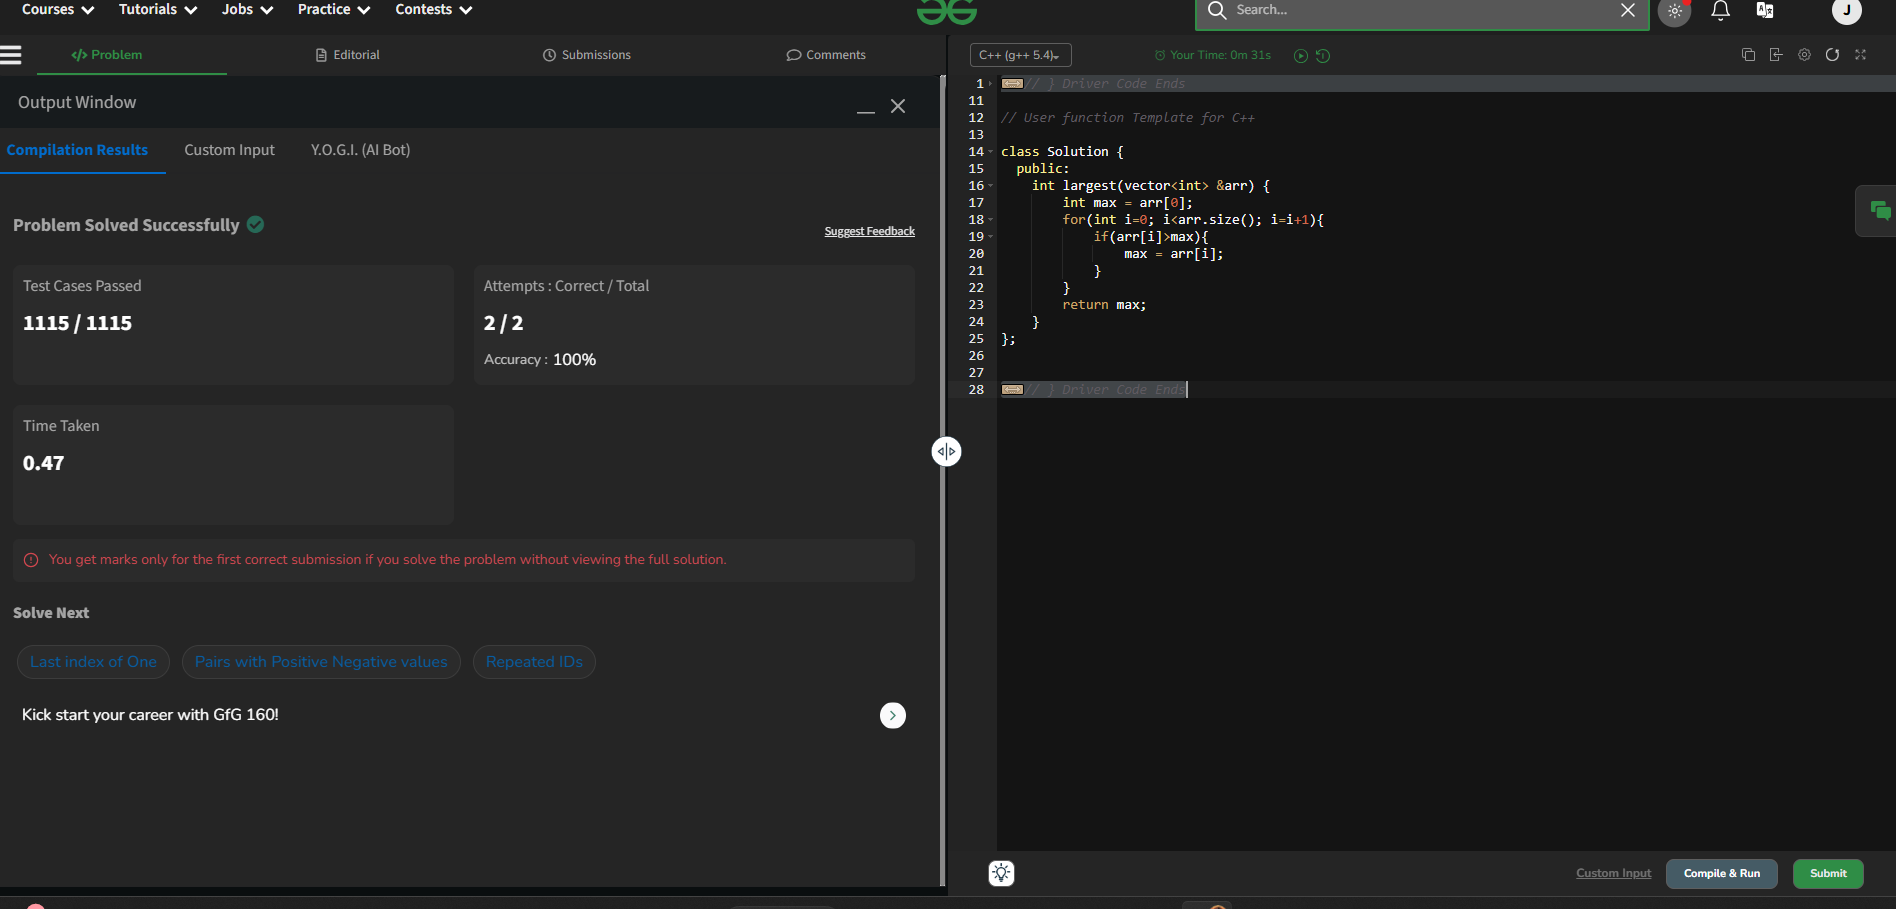 Courses Tutorials Jobs Practice Contests
Search...
J
Problem Editorial Submissions Comments
Output Window
Compilation Results Custom Input Y.O.G.I. (AI Bot)
Problem Solved Successfully
Suggest Feedback
Test Cases Passed
1115 / 1115
Attempts : Correct / Total
2 / 2
Accuracy : 100%
Time Taken
0.47
You get marks only for the first correct submission if you solve the problem without viewing the full solution.
Solve Next
Last index of One Pairs with Positive Negative values Repeated IDs
Kick start your career with GfG 160!
C++ (g++ 5.4) Your Time: 0m 31s
1 // } Driver Code Ends
11
12 // User function Template for C++
13
14 class Solution {
15 public:
16 int largest(vector<int> &arr) {
17 int max = arr[0];
18 for(int i=0; i<arr.size(); i=i+1){
19 if(arr[i]>max){
20 max = arr[i];
21 }
22 }
23 return max;
24 }
25 };
26
27
28 // } Driver Code Ends
Custom Input Compile & Run Submit